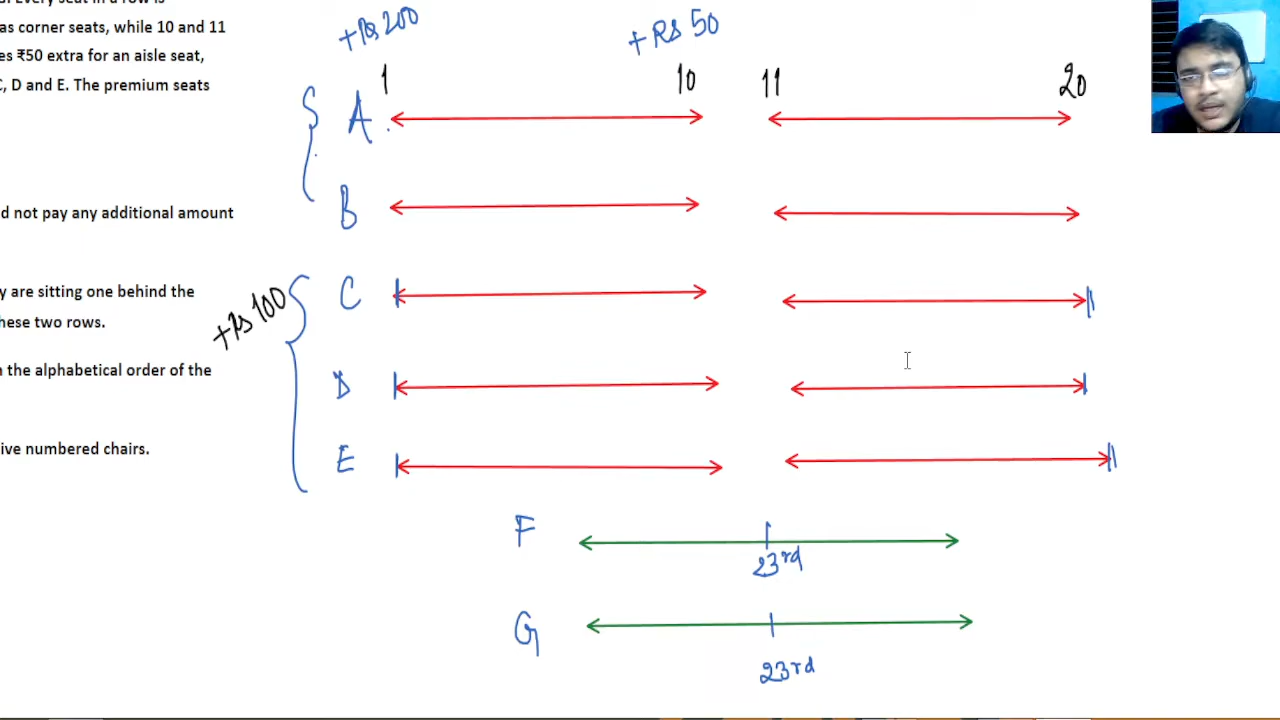 as corner seats, while 10 and 11
es ₹50 extra for an aisle seat,
C, D and E. The premium seats
d not pay any additional amount
y are sitting one behind the
hese two rows.
n the alphabetical order of the
ive numbered chairs.
+Rs 200
+RS 50
1 10 11 20
A
B
+Rs 100
C
D
E
F
23rd
G
23rd